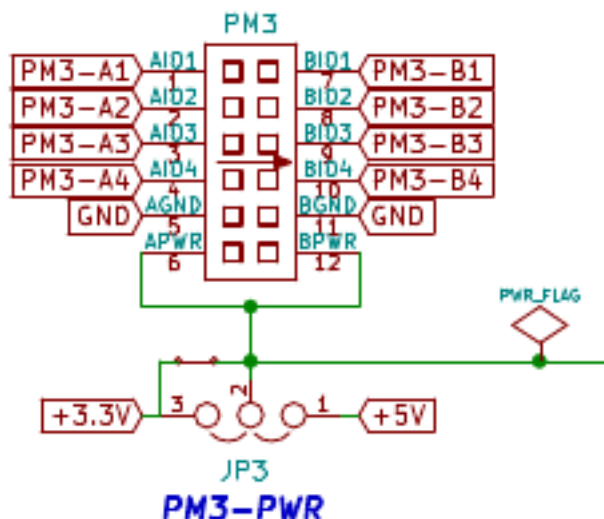 PM3
PM3-A1 AIO1 1 BIO1 7 PM3-B1
PM3-A2 AIO2 2 BIO2 8 PM3-B2
PM3-A3 AIO3 3 BIO3 9 PM3-B3
PM3-A4 AIO4 4 BIO4 10 PM3-B4
GND AGND 5 BGND 11 GND
APWR 6 BPWR 12
PWR_FLAG
+3.3V 3 2 1 +5V
JP3
PM3-PWR